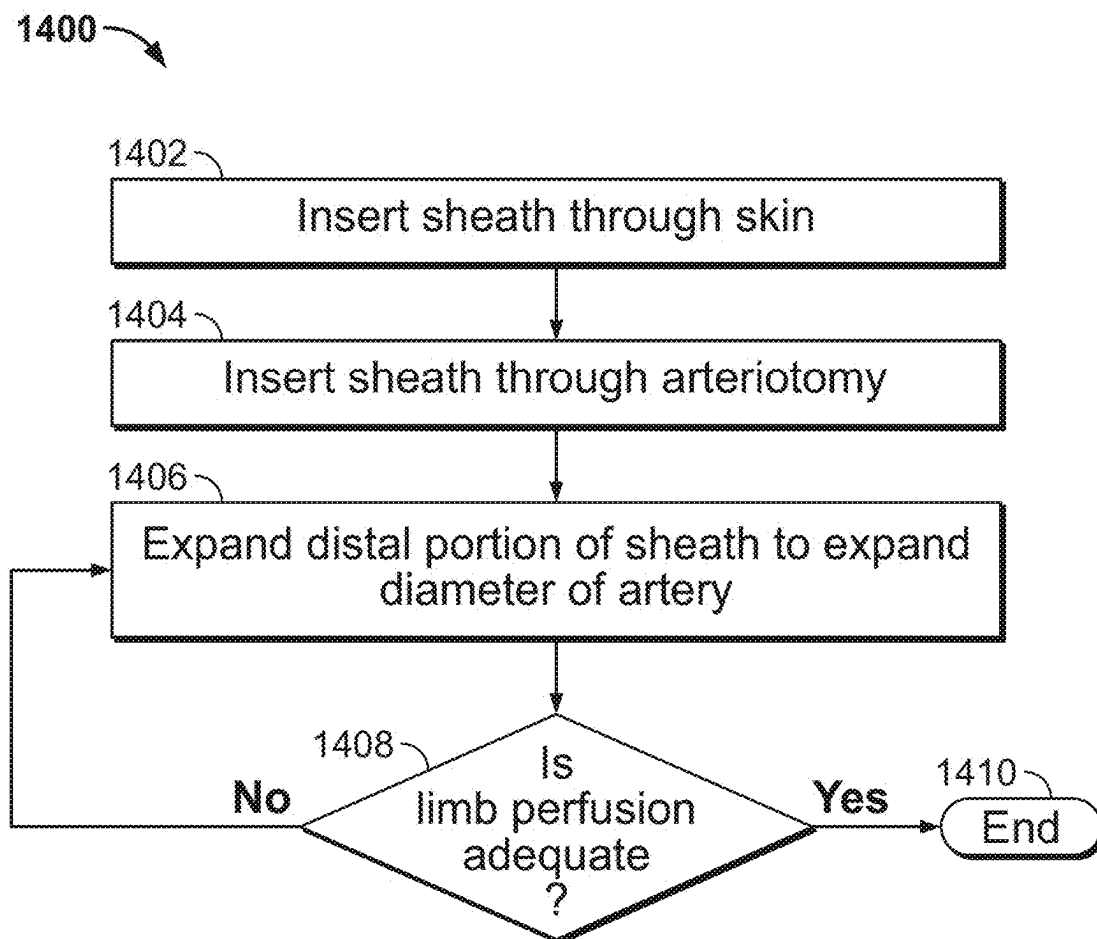 1400
1402
Insert sheath through skin
1404
Insert sheath through arteriotomy
1406
Expand distal portion of sheath to expand
diameter of artery
1408
Is
limb perfusion
adequate
?
No
Yes
1410
End